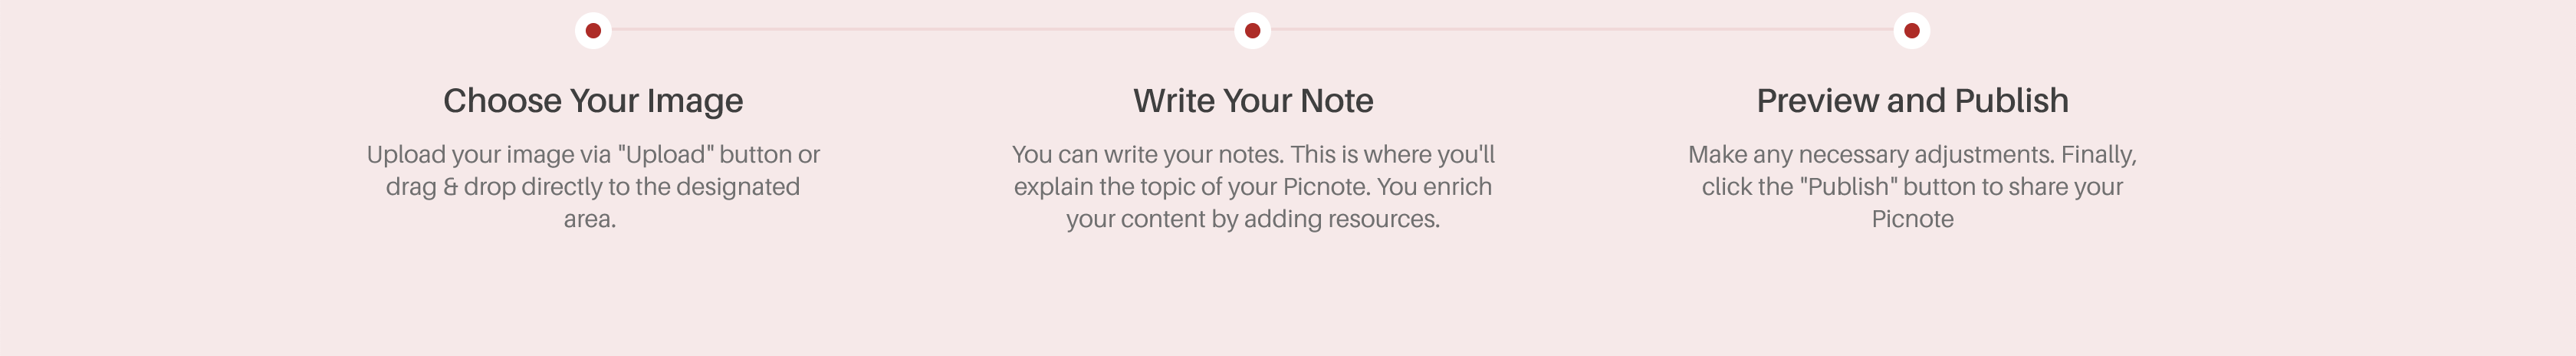 Choose Your Image
Upload your image via "Upload" button or
drag & drop directly to the designated
area.
Write Your Note
You can write your notes. This is where you'll
explain the topic of your Picnote. You enrich
your content by adding resources.
Preview and Publish
Make any necessary adjustments. Finally,
click the "Publish" button to share your
Picnote